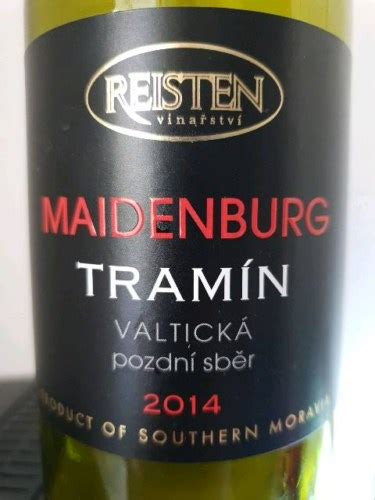 REISTEN
vinařství
MAIDENBURG
TRAMÍN
VALTICKÁ
pozdní sběr
2014
PRODUCT OF SOUTHERN MORAVIA